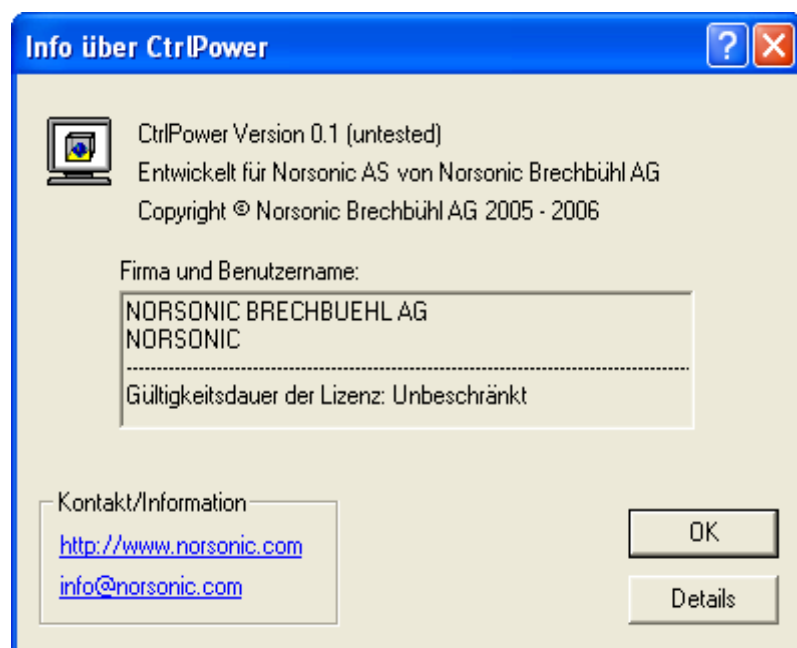 Info über CtrlPower
CtrlPower Version 0.1 (untested)
Entwickelt für Norsonic AS von Norsonic Brechbühl AG
Copyright © Norsonic Brechbühl AG 2005 - 2006
Firma und Benutzername:
NORSONIC BRECHBUEHL AG
NORSONIC
Gültigkeitsdauer der Lizenz: Unbeschränkt
Kontakt/Information
http://www.norsonic.com
info@norsonic.com
OK
Details